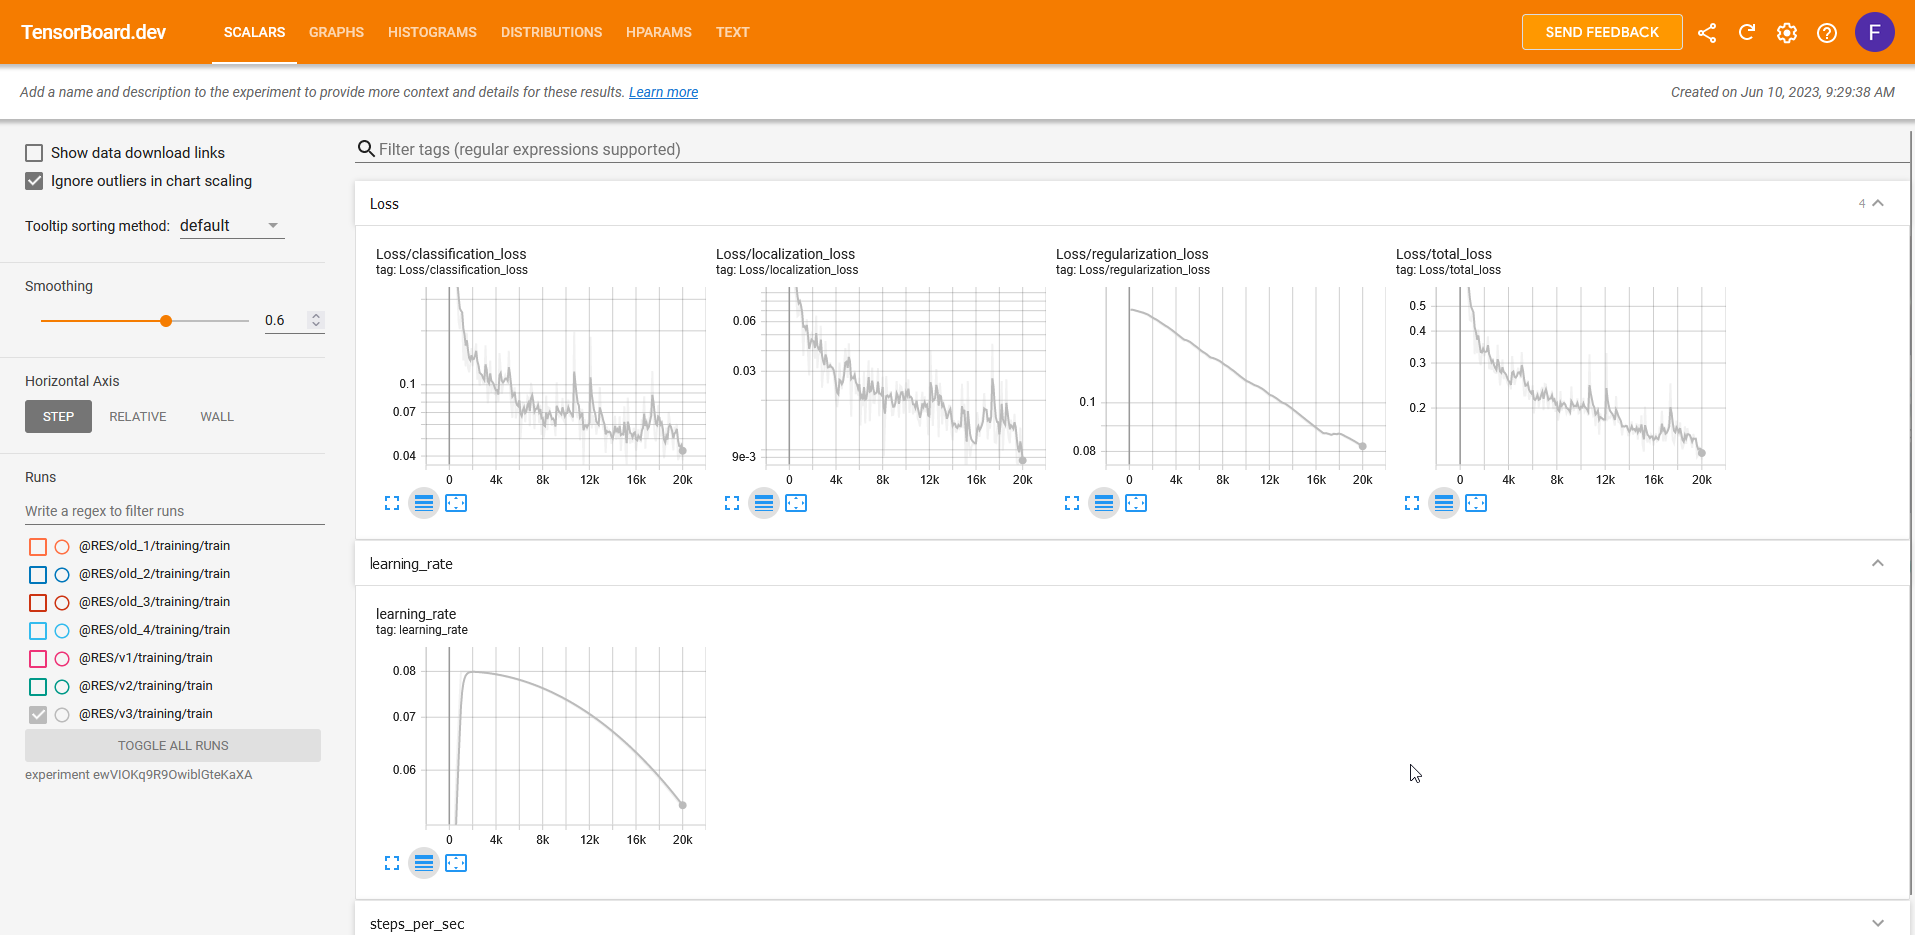 TensorBoard.dev
SCALARS GRAPHS HISTOGRAMS DISTRIBUTIONS HPARAMS TEXT
SEND FEEDBACK
F
Add a name and description to the experiment to provide more context and details for these results. Learn more
Created on Jun 10, 2023, 9:29:38 AM
Show data download links
Ignore outliers in chart scaling
Tooltip sorting method: default
Smoothing
0.6
Horizontal Axis
STEP RELATIVE WALL
Runs
Write a regex to filter runs
@RES/old_1/training/train
@RES/old_2/training/train
@RES/old_3/training/train
@RES/old_4/training/train
@RES/v1/training/train
@RES/v2/training/train
@RES/v3/training/train
TOGGLE ALL RUNS
experiment ewVIOKq9R9OwiblGteKaXA
Filter tags (regular expressions supported)
Loss
4
Loss/classification_loss
tag: Loss/classification_loss
0.1
0.07
0.04
0 4k 8k 12k 16k 20k
Loss/localization_loss
tag: Loss/localization_loss
0.06
0.03
9e-3
0 4k 8k 12k 16k 20k
Loss/regularization_loss
tag: Loss/regularization_loss
0.1
0.08
0 4k 8k 12k 16k 20k
Loss/total_loss
tag: Loss/total_loss
0.5
0.4
0.3
0.2
0 4k 8k 12k 16k 20k
learning_rate
learning_rate
tag: learning_rate
0.08
0.07
0.06
0 4k 8k 12k 16k 20k
steps_per_sec